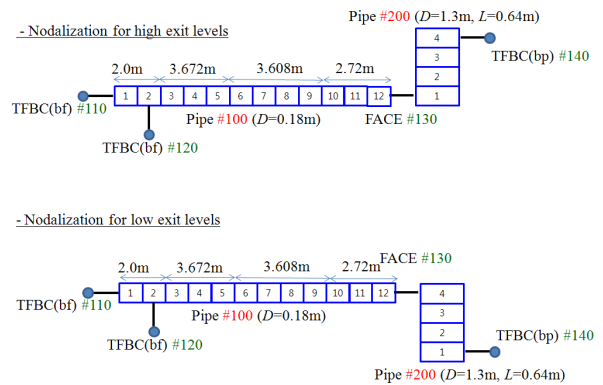 Pipe #200 (D=1.3m, L=0.64m)
- Nodalization for high exit levels
4
3
2
1
TFBC(bp) #140
2.0m 3.672m 3.608m 2.72m
TFBC(bf) #110
1 2 3 4 5 6 7 8 9 10 11 12
Pipe #100 (D=0.18m)
FACE #130
TFBC(bf) #120
- Nodalization for low exit levels
FACE #130
2.0m 3.672m 3.608m 2.72m
1 2 3 4 5 6 7 8 9 10 11 12
4
3
2
1
TFBC(bf) #110
Pipe #100 (D=0.18m)
TFBC(bf) #120
TFBC(bp) #140
Pipe #200 (D=1.3m, L=0.64m)